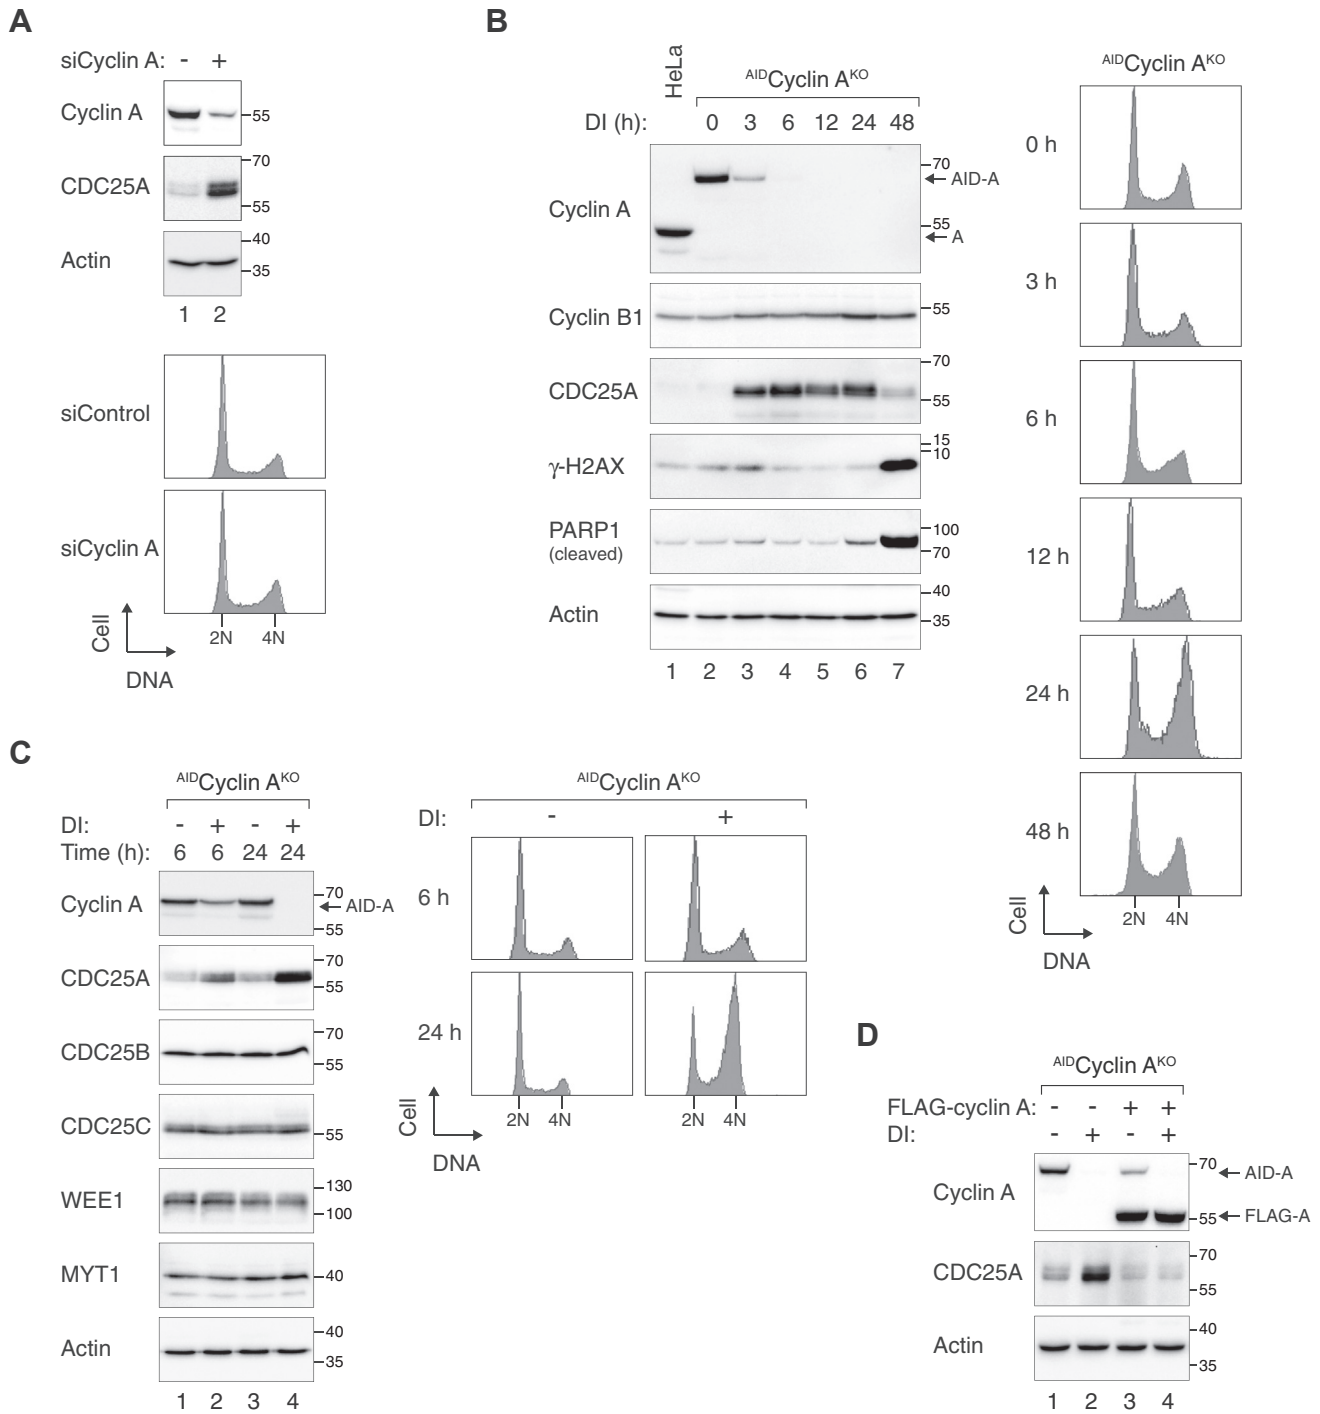 A
siCyclin A: - +
Cyclin A
55
CDC25A
70
55
Actin
40
35
1 2
siControl
siCyclin A
Cell
2N 4N
DNA
B
HeLa
AIDCyclin AKO
DI (h): 0 3 6 12 24 48
Cyclin A
70
AID-A
55
A
Cyclin B1
55
CDC25A
70
55
γ-H2AX
15
10
PARP1
(cleaved)
100
70
Actin
40
35
1 2 3 4 5 6 7
AIDCyclin AKO
0 h
3 h
6 h
12 h
24 h
48 h
Cell
2N 4N
DNA
C
AIDCyclin AKO
DI: - + - +
Time (h): 6 6 24 24
Cyclin A
70
AID-A
55
CDC25A
70
55
CDC25B
70
55
CDC25C
55
WEE1
130
100
MYT1
40
Actin
40
35
1 2 3 4
AIDCyclin AKO
DI: - +
6 h
24 h
Cell
2N 4N 2N 4N
DNA
D
AIDCyclin AKO
FLAG-cyclin A: - - + +
DI: - + - +
Cyclin A
70
AID-A
55
FLAG-A
CDC25A
70
55
Actin
40
35
1 2 3 4